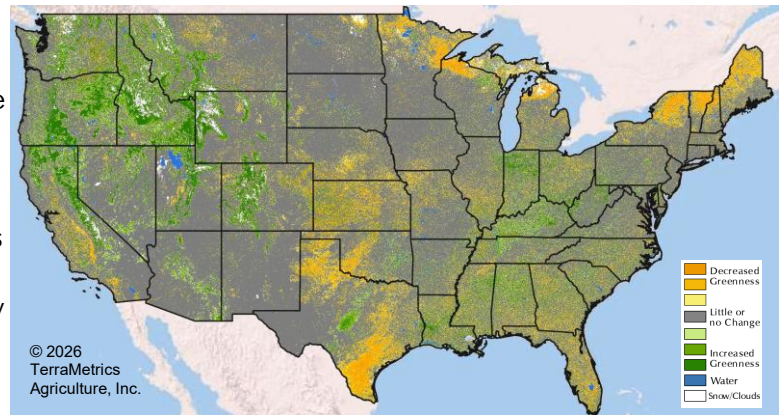 © 2026
TerraMetrics
Agriculture, Inc.
Decreased
Greenness
Little or
no Change
Increased
Greenness
Water
Snow/Clouds